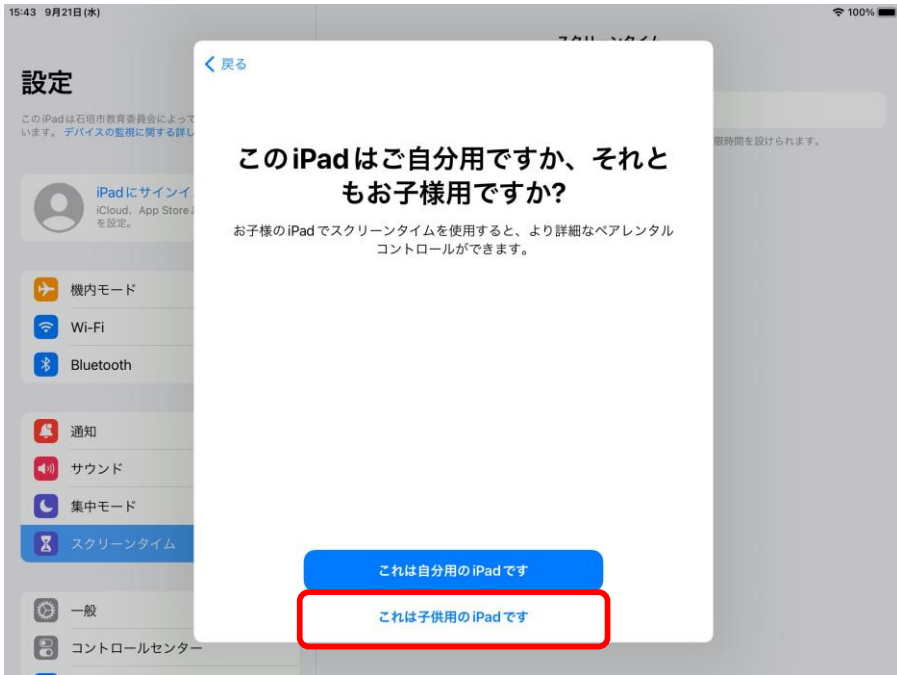 15:43 9月21日(水)
100%
スクリーンタイム
設定
このiPadは石垣市教育委員会によって
います。デバイスの監視に関する詳し
iPadにサインイ
iCloud、App Store
を設定。
機内モード
Wi-Fi
Bluetooth
通知
サウンド
集中モード
スクリーンタイム
一般
コントロールセンター
戻る
このiPadはご自分用ですか、それと
もお子様用ですか?
お子様のiPadでスクリーンタイムを使用すると、より詳細なペアレンタル
コントロールができます。
限時間を設けられます。
これは自分用のiPadです
これは子供用のiPadです